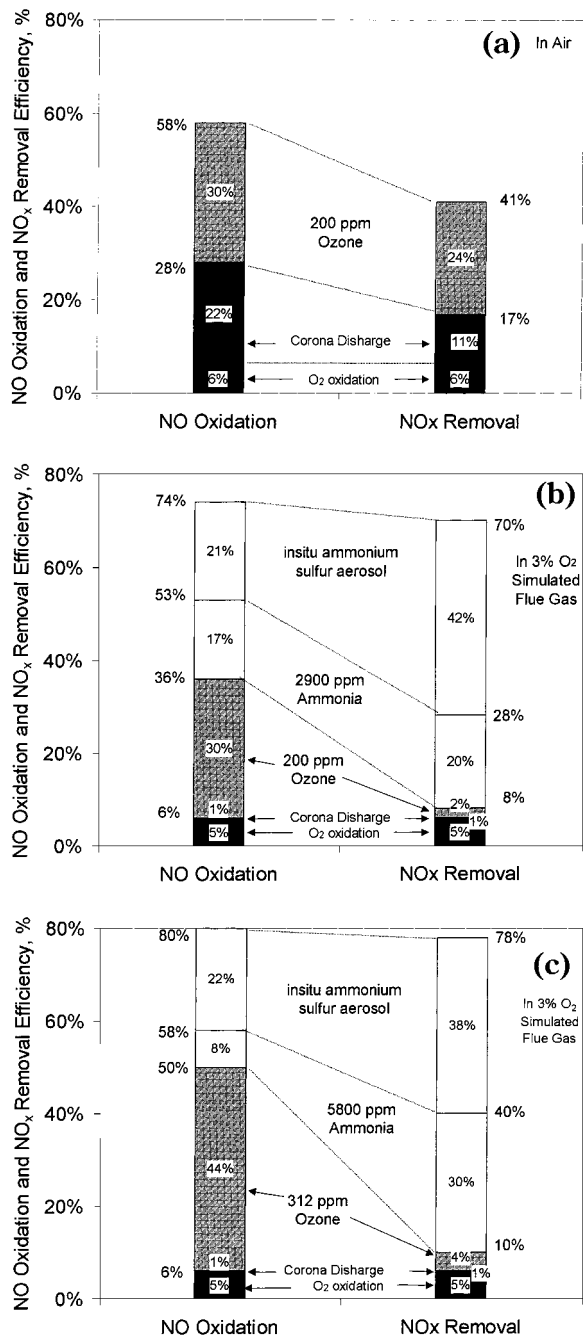 80%
(a) In Air
NO Oxidation and NOx Removal Efficiency, %
60%
58%
30%
41%
40%
200 ppm
Ozone
24%
28%
20%
22%
17%
Corona Disharge
11%
6%
O2 oxidation
6%
0%
NO Oxidation
NOx Removal
80%
(b)
NO Oxidation and NOx Removal Efficiency, %
74%
70%
21%
insitu ammonium
sulfur aerosol
In 3% O2
Simulated
Flue Gas
60%
53%
42%
17%
40%
36%
2900 ppm
Ammonia
28%
30%
20%
200 ppm
Ozone
20%
2%
8%
6%
1%
Corona Disharge
1%
5%
O2 oxidation
5%
0%
NO Oxidation
NOx Removal
80%
80%
78%
(c)
NO Oxidation and NOx Removal Efficiency, %
22%
insitu ammonium
sulfur aerosol
In 3% O2
Simulated
Flue Gas
38%
60%
58%
8%
50%
40%
5800 ppm
Ammonia
40%
44%
30%
20%
312 ppm
Ozone
10%
4%
6%
1%
Corona Disharge
1%
5%
O2 oxidation
5%
0%
NO Oxidation
NOx Removal